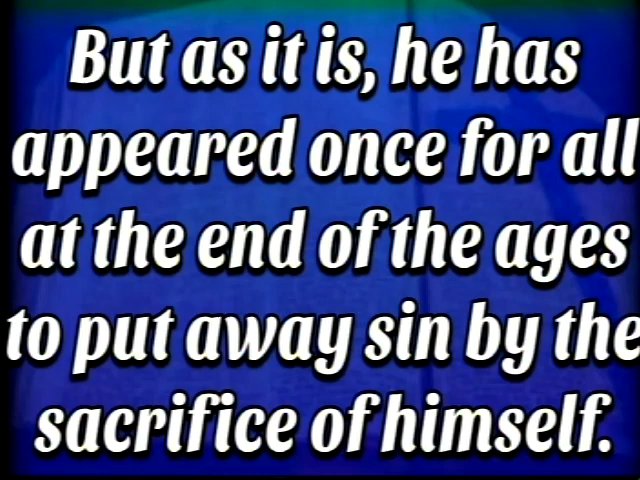 But as it is, he has
appeared once for all
at the end of the ages
to put away sin by the
sacrifice of himself.